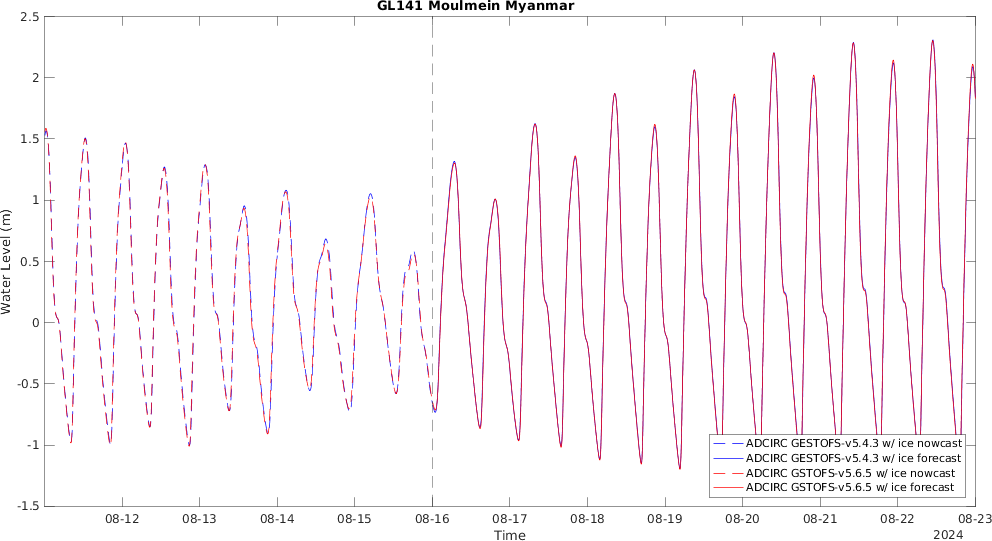 GL141 Moulmein Myanmar
Water Level (m)
2.5
2
1.5
1
0.5
0
-0.5
-1
-1.5
ADCIRC GESTOFS-v5.4.3 w/ ice nowcast
ADCIRC GESTOFS-v5.4.3 w/ ice forecast
ADCIRC GSTOFS-v5.6.5 w/ ice nowcast
ADCIRC GSTOFS-v5.6.5 w/ ice forecast
08-12 08-13 08-14 08-15 08-16 08-17 08-18 08-19 08-20 08-21 08-22 08-23
Time
2024